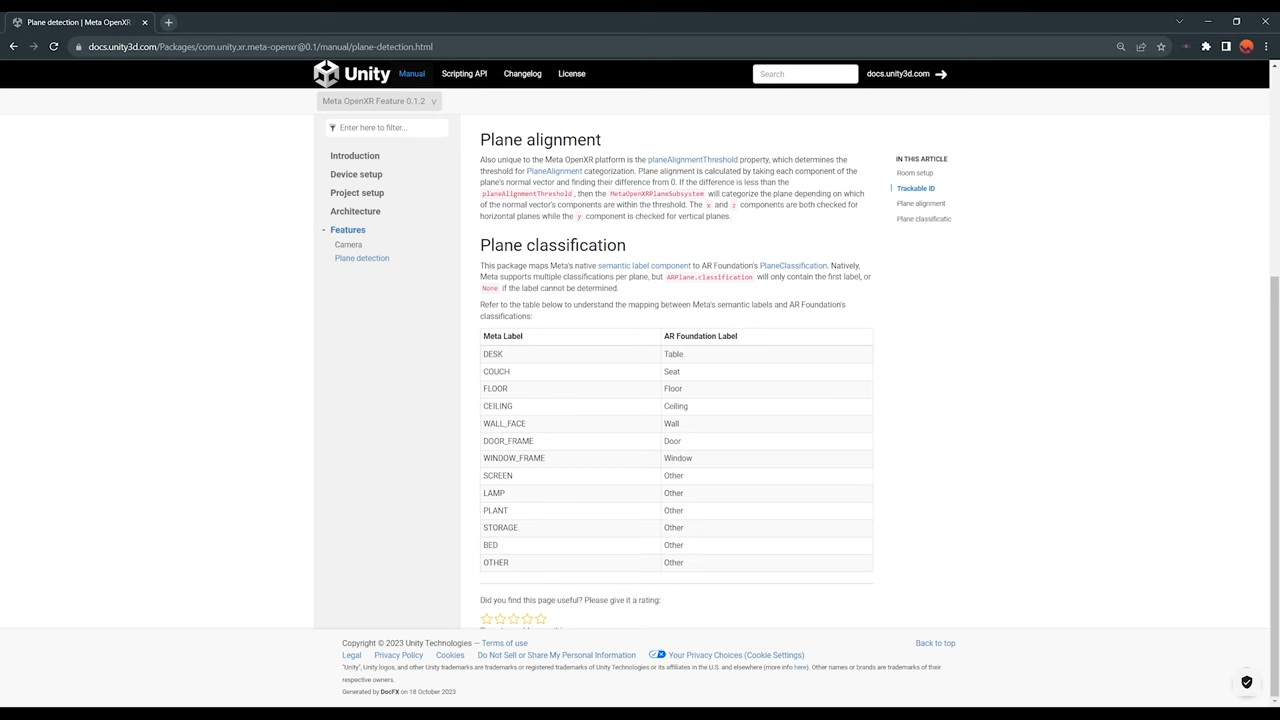 Plane detection | Meta OpenXR
docs.unity3d.com/Packages/com.unity.xr.meta-openxr@0.1/manual/plane-detection.html
Unity Manual Scripting API Changelog License Search docs.unity3d.com
Meta OpenXR Feature 0.1.2
Enter here to filter...
Introduction
Device setup
Project setup
Architecture
Features
Camera
Plane detection
Plane alignment
Also unique to the Meta OpenXR platform is the planeAlignmentThreshold property, which determines the
threshold for PlaneAlignment categorization. Plane alignment is calculated by taking each component of the
plane's normal vector and finding their difference from 0. If the difference is less than the
planeAlignmentThreshold, then the MetaOpenXRPlaneSubsystem will categorize the plane depending on which
of the normal vector's components are within the threshold. The x and z components are both checked for
horizontal planes while the y component is checked for vertical planes.
Plane classification
This package maps Meta's native semantic label component to AR Foundation's PlaneClassification. Natively,
Meta supports multiple classifications per plane, but ARPlane.classification will only contain the first label, or
None if the label cannot be determined.
Refer to the table below to understand the mapping between Meta's semantic labels and AR Foundation's
classifications:
Meta Label AR Foundation Label
DESK Table
COUCH Seat
FLOOR Floor
CEILING Ceiling
WALL_FACE Wall
DOOR_FRAME Door
WINDOW_FRAME Window
SCREEN Other
LAMP Other
PLANT Other
STORAGE Other
BED Other
OTHER Other
Did you find this page useful? Please give it a rating:
IN THIS ARTICLE
Room setup
Trackable ID
Plane alignment
Plane classificatic
Copyright © 2023 Unity Technologies — Terms of use
Back to top
Legal Privacy Policy Cookies Do Not Sell or Share My Personal Information Your Privacy Choices (Cookie Settings)
"Unity", Unity logos, and other Unity trademarks are trademarks or registered trademarks of Unity Technologies or its affiliates in the U.S. and elsewhere (more info here). Other names or brands are trademarks of their
respective owners.
Generated by DocFX on 18 October 2023